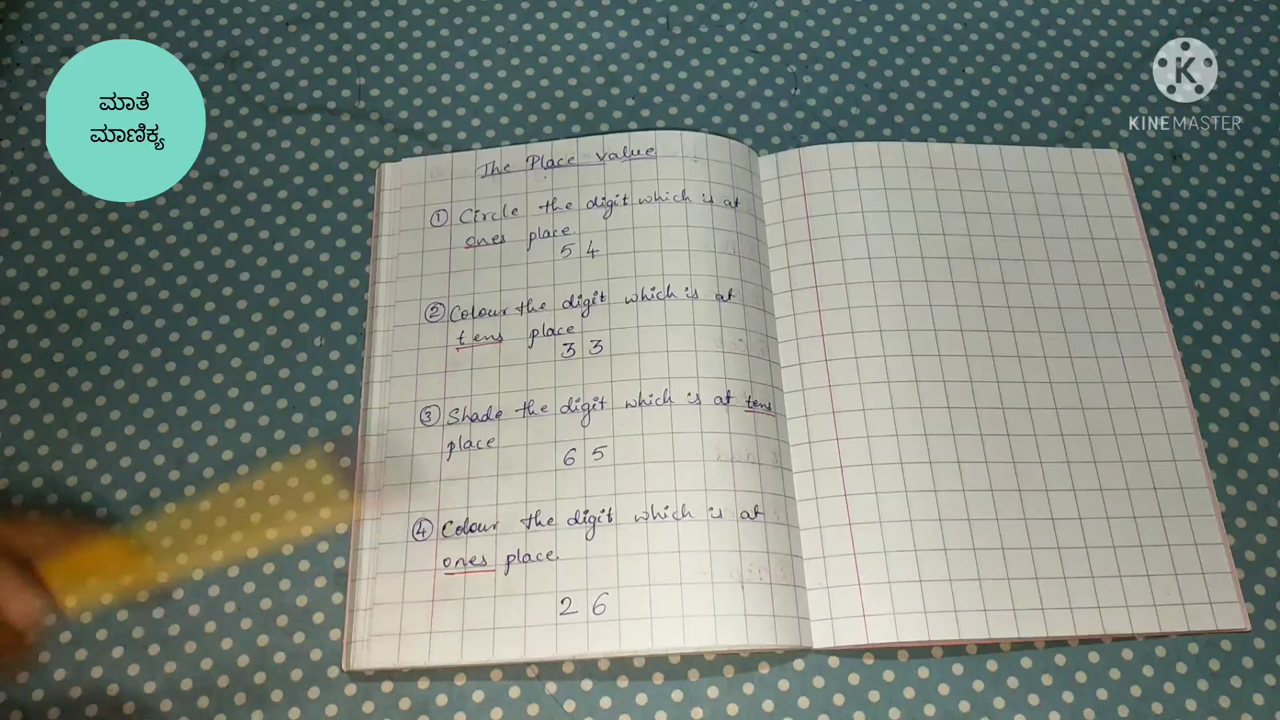 ಮಾತೆ
ಮಾಣಿಕ್ಯ
KINEMASTER
The Place value
① Circle the digit which is at
ones place.
5 4
② Colour the digit which is at
tens place
3 3
③ Shade the digit which is at tens
place
6 5
④ Colour the digit which is at
ones place.
2 6